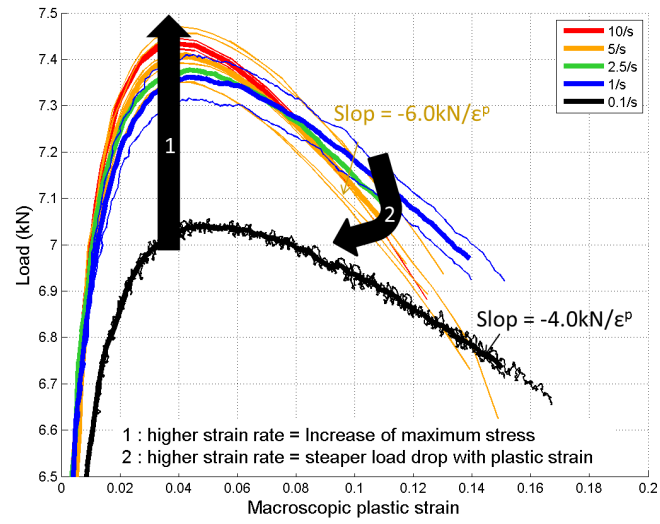 7.5
7.4
7.3
7.2
7.1
7
6.9
6.8
6.7
6.6
6.5
Load (kN)
10/s
5/s
2.5/s
1/s
0.1/s
Slop = -6.0kN/εᵖ
1
2
Slop = -4.0kN/εᵖ
1 : higher strain rate = Increase of maximum stress
2 : higher strain rate = steaper load drop with plastic strain
0 0.02 0.04 0.06 0.08 0.1 0.12 0.14 0.16 0.18 0.2
Macroscopic plastic strain